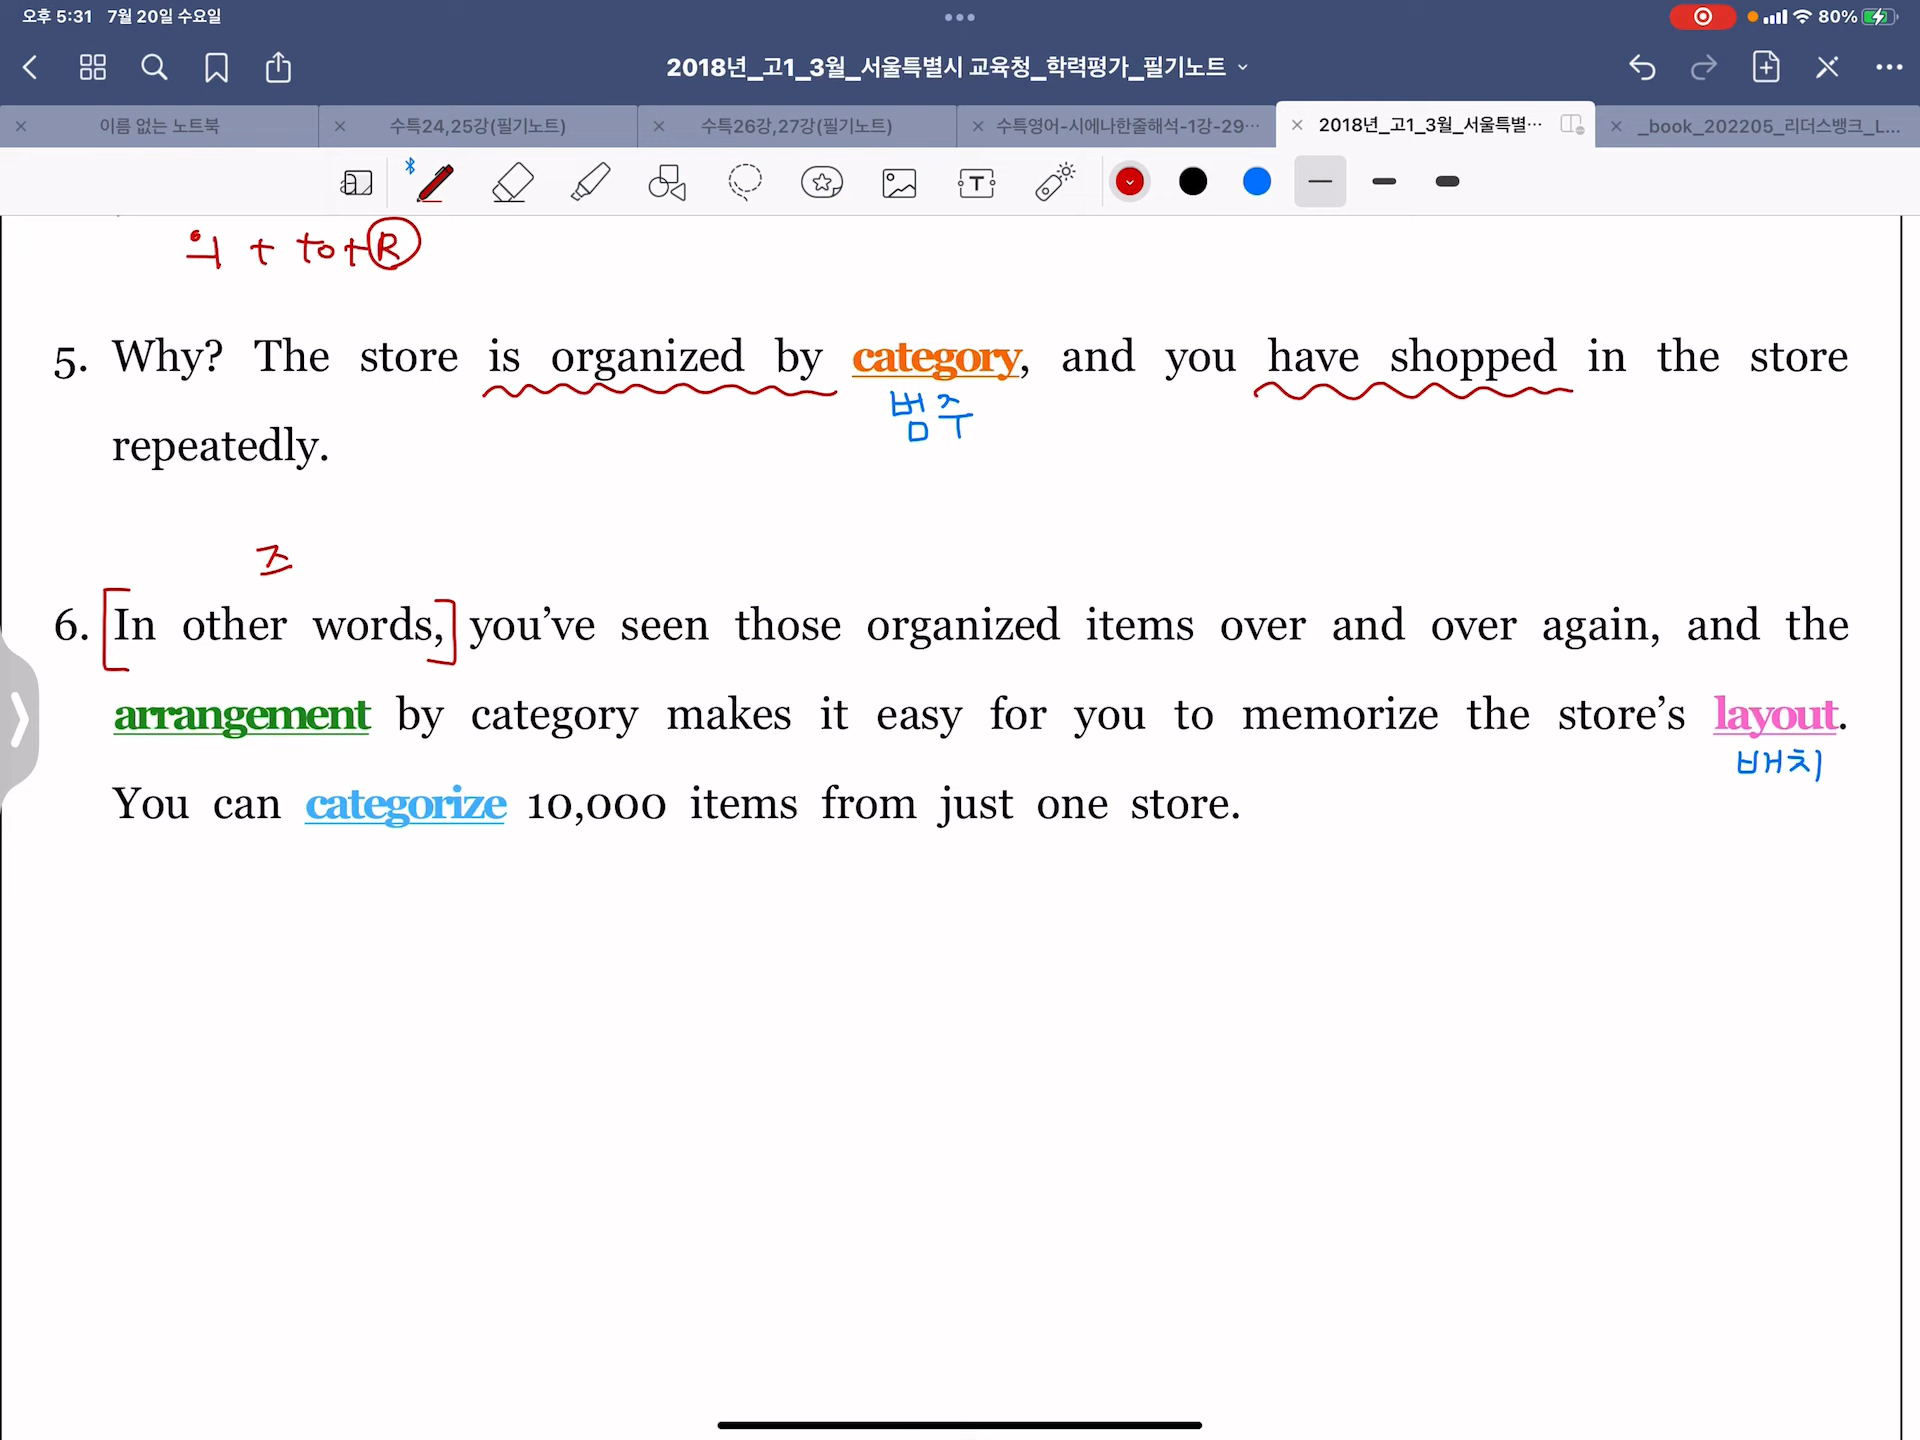 오후 5:31 7월 20일 수요일
80%
2018년_고1_3월_서울특별시 교육청_학력평가_필기노트
이름 없는 노트북
수특24,25강(필기노트)
수특26강,27강(필기노트)
수특영어-시에나한줄해석-1강-29…
2018년_고1_3월_서울특별…
_book_202205_리더스뱅크_L...
의 + to+R
5. Why? The store is organized by category, and you have shopped in the store
범주
repeatedly.
즈
6. [In other words,] you've seen those organized items over and over again, and the
arrangement by category makes it easy for you to memorize the store's layout.
배치
You can categorize 10,000 items from just one store.